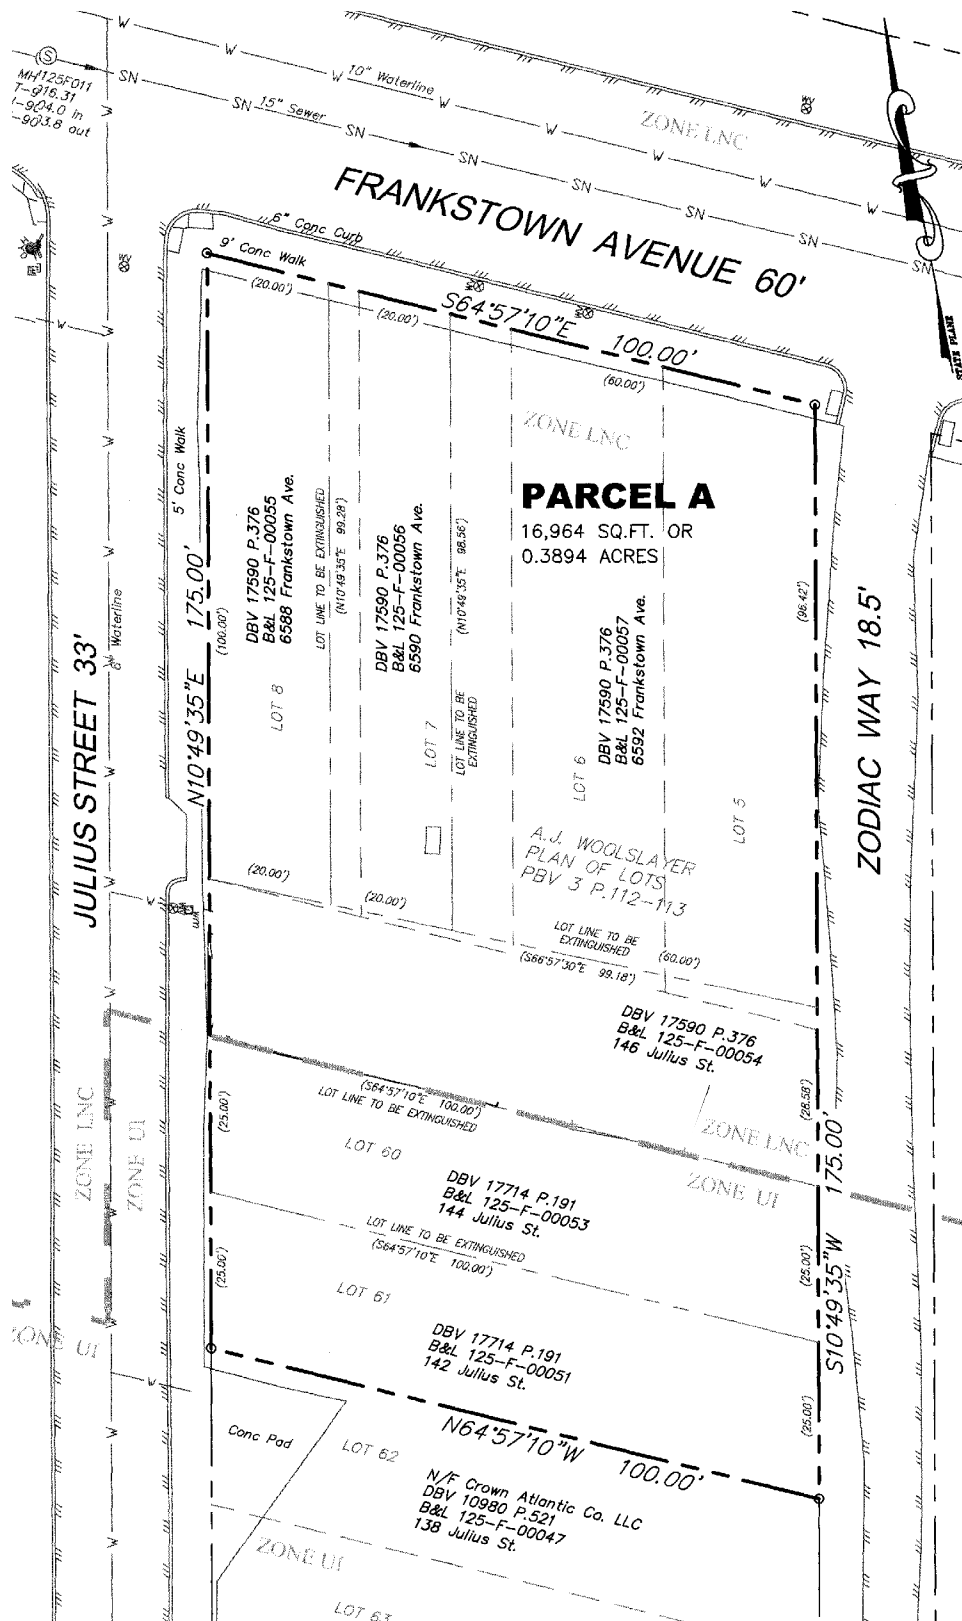 MH125F011
T-916.31
I-904.0 in
I-903.8 out
10" Waterline
15" Sewer
ZONE LNC
FRANKSTOWN AVENUE 60'
STATE PLANE
6" Conc Curb
9' Conc Walk
S64°57'10"E 100.00'
(20.00')
(20.00')
(60.00')
ZONE LNC
PARCEL A
16,964 SQ.FT. OR
0.3894 ACRES
5' Conc Walk
N10°49'35"E 175.00'
(100.00')
DBV 17590 P.376
B&L 125-F-00055
6588 Frankstown Ave.
LOT 8
LOT LINE TO BE EXTINGUISHED
(N10°49'35"E 99.28')
DBV 17590 P.376
B&L 125-F-00056
6590 Frankstown Ave.
LOT 7
LOT LINE TO BE
EXTINGUISHED
(N10°49'35"E 98.56')
DBV 17590 P.376
B&L 125-F-00057
6592 Frankstown Ave.
LOT 6
LOT 5
(96.42')
ZODIAC WAY 18.5'
JULIUS STREET 33'
6" Waterline
A.J. WOOLSLAYER
PLAN OF LOTS
PBV 3 P.112-113
(20.00')
(20.00')
LOT LINE TO BE
EXTINGUISHED
(S66°57'30"E 99.18')
(60.00')
DBV 17590 P.376
B&L 125-F-00054
146 Julius St.
(28.58')
(S64°57'10"E 100.00')
LOT LINE TO BE EXTINGUISHED
ZONE LNC
ZONE UI
ZONE LNC
ZONE UI
(25.00')
LOT 60
DBV 17714 P.191
B&L 125-F-00053
144 Julius St.
(25.00')
S10°49'35"W 175.00'
LOT LINE TO BE EXTINGUISHED
(S64°57'10"E 100.00')
(25.00')
LOT 61
DBV 17714 P.191
B&L 125-F-00051
142 Julius St.
(25.00')
ZONE UI
N64°57'10"W 100.00'
Conc Pad
LOT 62
N/F Crown Atlantic Co. LLC
DBV 10980 P.521
B&L 125-F-00047
138 Julius St.
ZONE UI
LOT 63